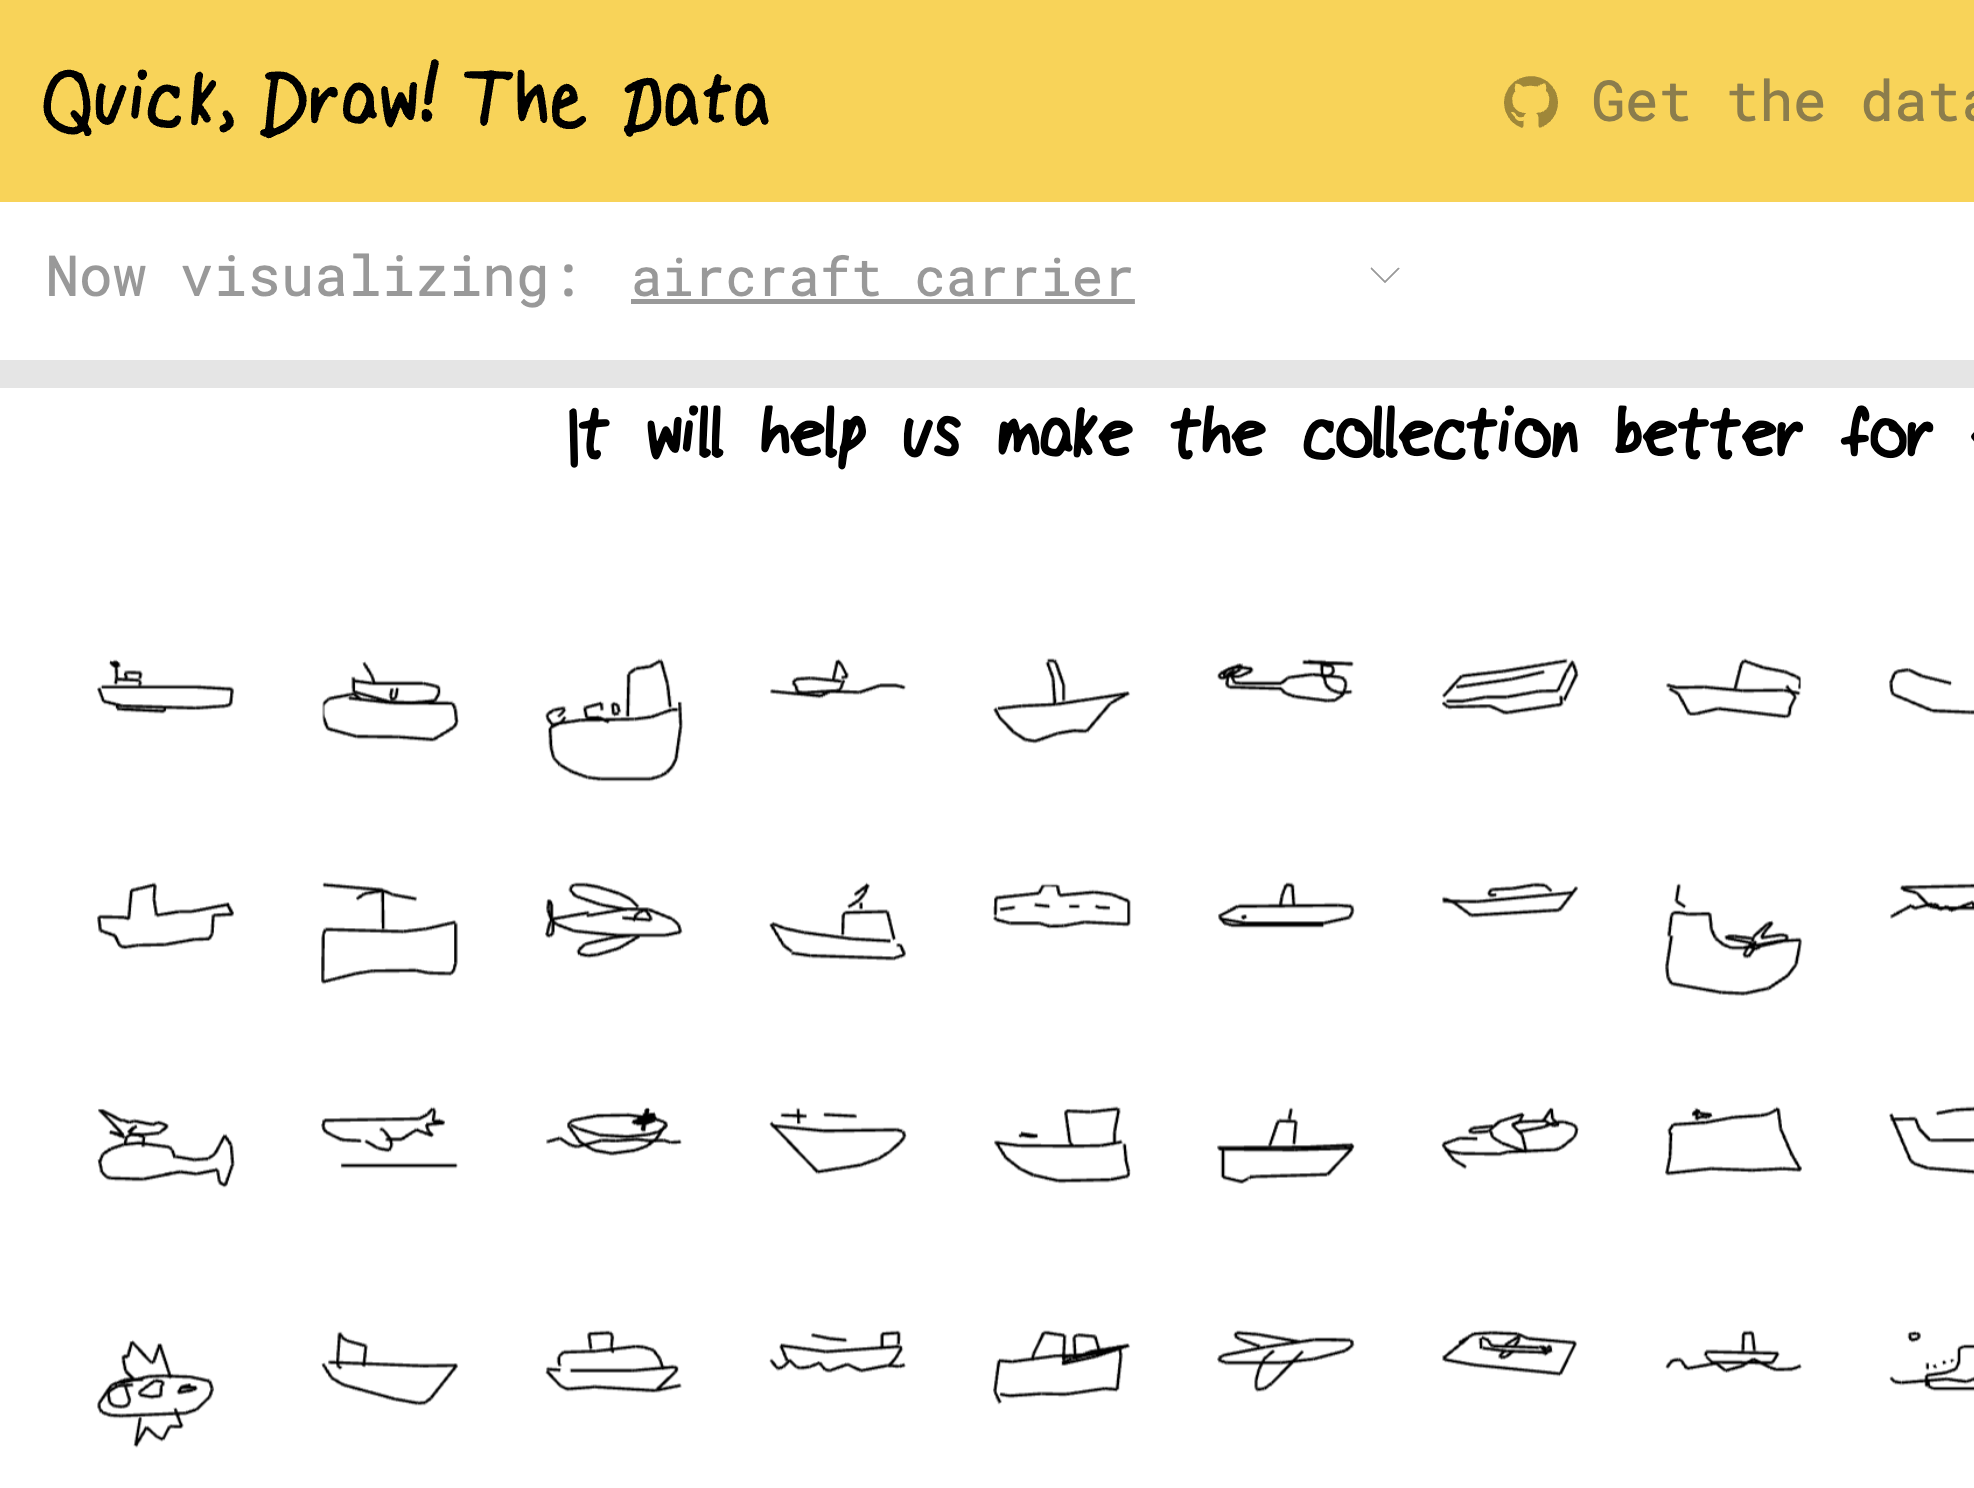 Quick, Draw! The Data
Get the data
Now visualizing: aircraft carrier
It will help us make the collection better for